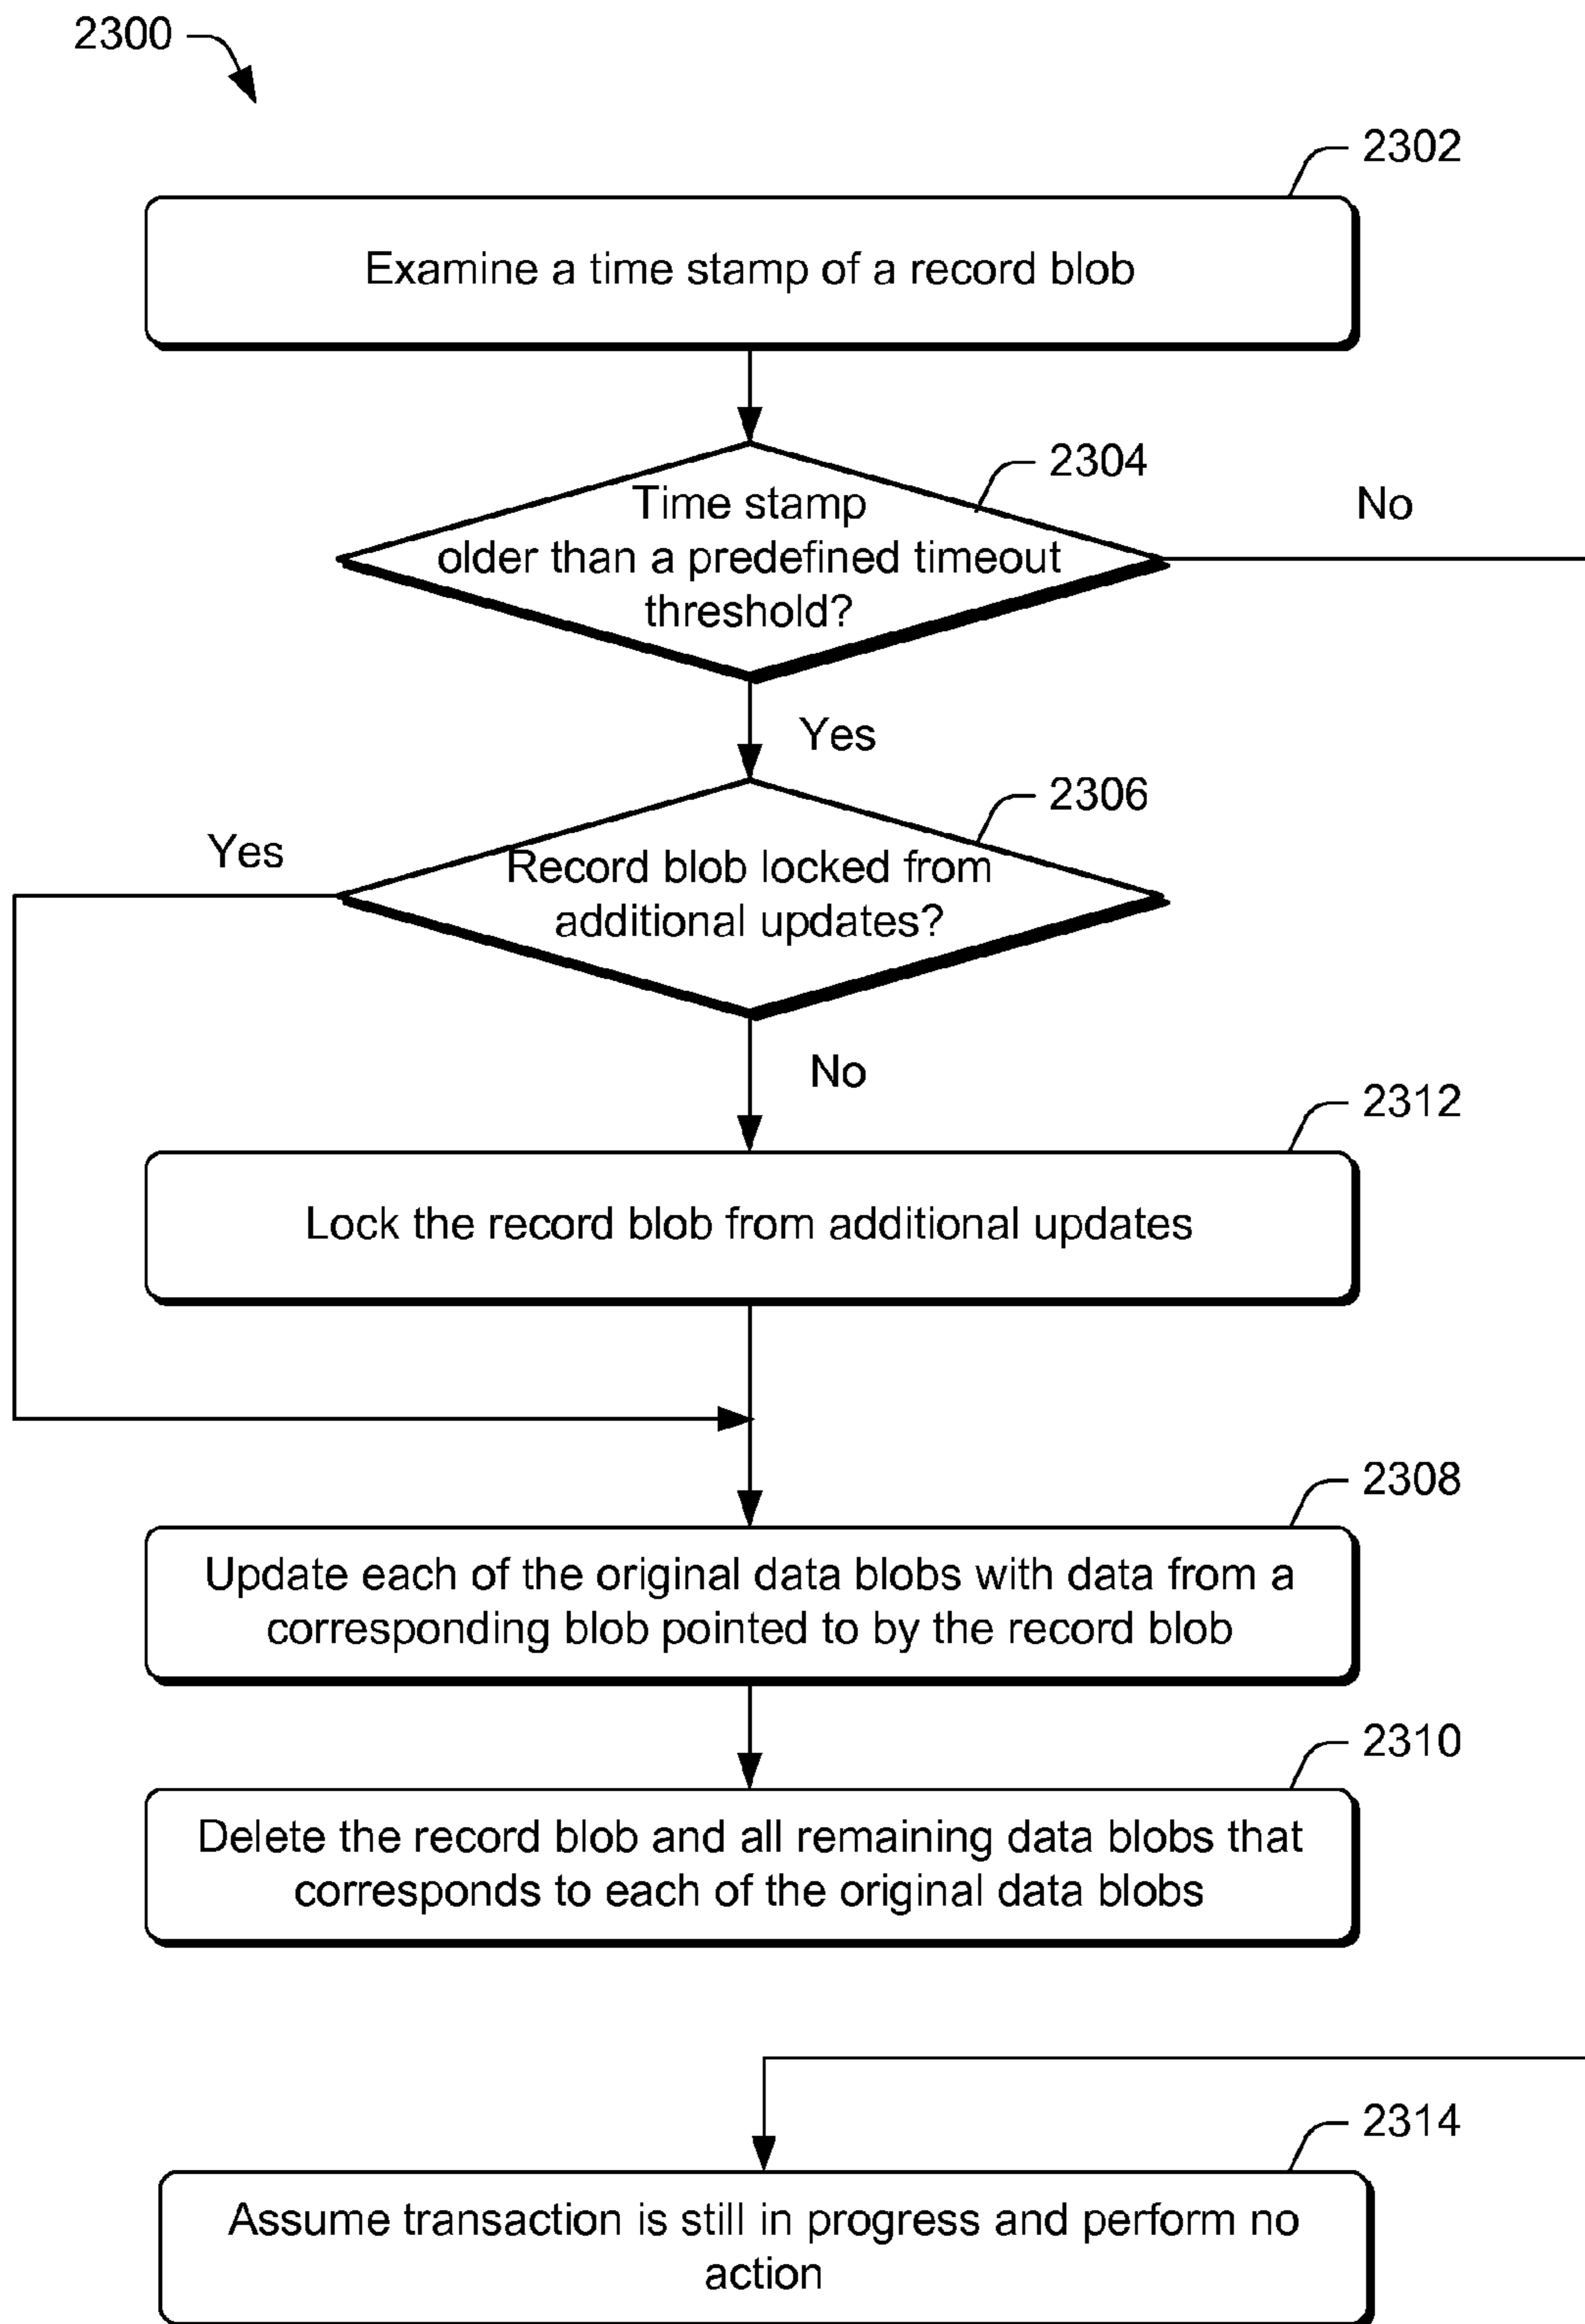 2300
2302
Examine a time stamp of a record blob
2304
Time stamp
older than a predefined timeout
threshold?
No
Yes
2306
Yes
Record blob locked from
additional updates?
No
2312
Lock the record blob from additional updates
2308
Update each of the original data blobs with data from a
corresponding blob pointed to by the record blob
2310
Delete the record blob and all remaining data blobs that
corresponds to each of the original data blobs
2314
Assume transaction is still in progress and perform no
action